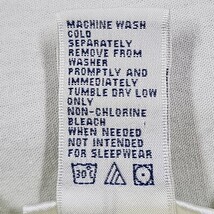 MACHINE WASH
COLD
SEPARATELY
REMOVE FROM
WASHER
PROMPTLY AND
IMMEDIATELY
TUMBLE DRY LOW
ONLY
NON-CHLORINE
BLEACH
WHEN NEEDED
NOT INTENDED
FOR SLEEPWEAR
30°